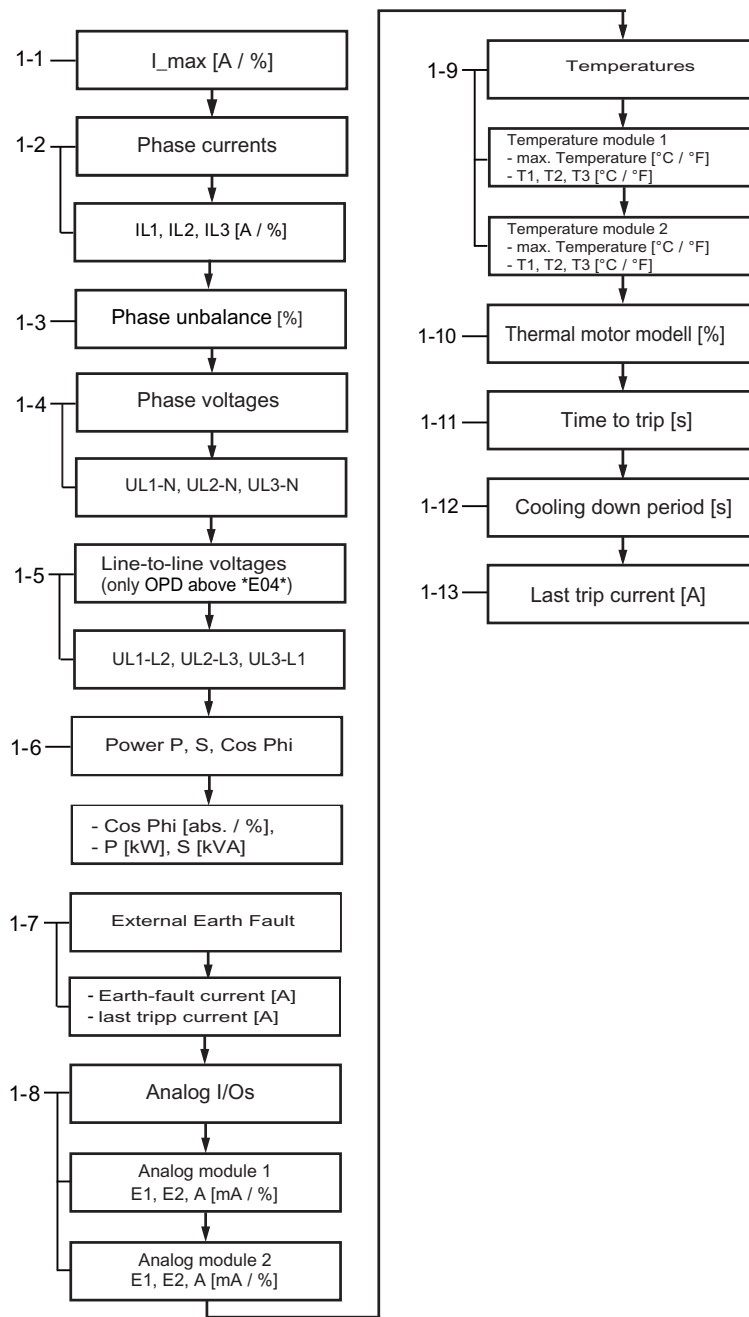 1-1
I_max [A / %]
1-2
Phase currents
IL1, IL2, IL3 [A / %]
1-3
Phase unbalance [%]
1-4
Phase voltages
UL1-N, UL2-N, UL3-N
1-5
Line-to-line voltages
(only OPD above *E04*)
UL1-L2, UL2-L3, UL3-L1
1-6
Power P, S, Cos Phi
- Cos Phi [abs. / %],
- P [kW], S [kVA]
1-7
External Earth Fault
- Earth-fault current [A]
- last tripp current [A]
1-8
Analog I/Os
Analog module 1
E1, E2, A [mA / %]
Analog module 2
E1, E2, A [mA / %]
1-9
Temperatures
Temperature module 1
- max. Temperature [°C / °F]
- T1, T2, T3 [°C / °F]
Temperature module 2
- max. Temperature [°C / °F]
- T1, T2, T3 [°C / °F]
1-10
Thermal motor modell [%]
1-11
Time to trip [s]
1-12
Cooling down period [s]
1-13
Last trip current [A]